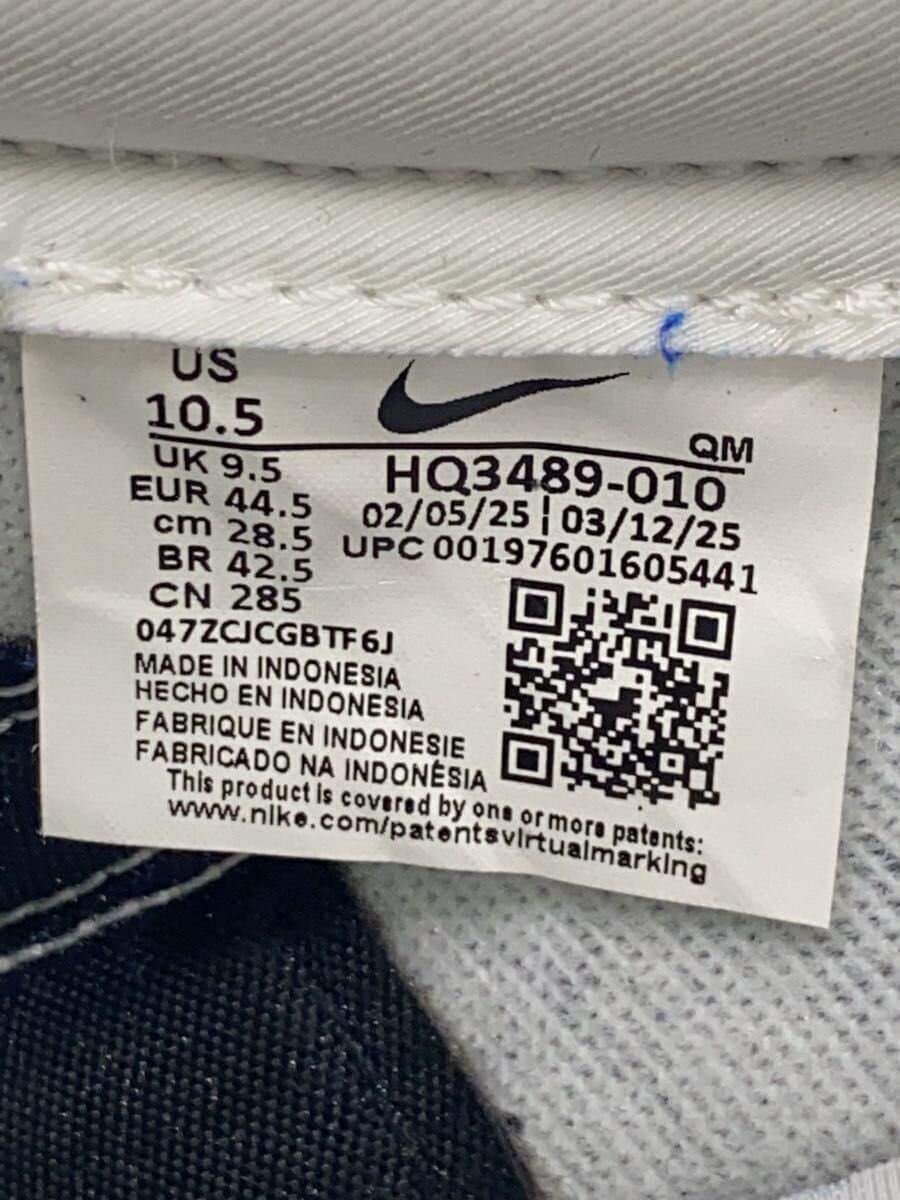 US
10.5
QM
UK 9.5
HQ3489-010
EUR 44.5
02/05/25 | 03/12/25
cm 28.5
UPC 00197601605441
BR 42.5
CN 285
047ZCJCGBTF6J
MADE IN INDONESIA
HECHO EN INDONESIA
FABRIQUE EN INDONESIE
FABRICADO NA INDONÉSIA
This product is covered by one or more patents:
www.nike.com/patentsvirtualmarking